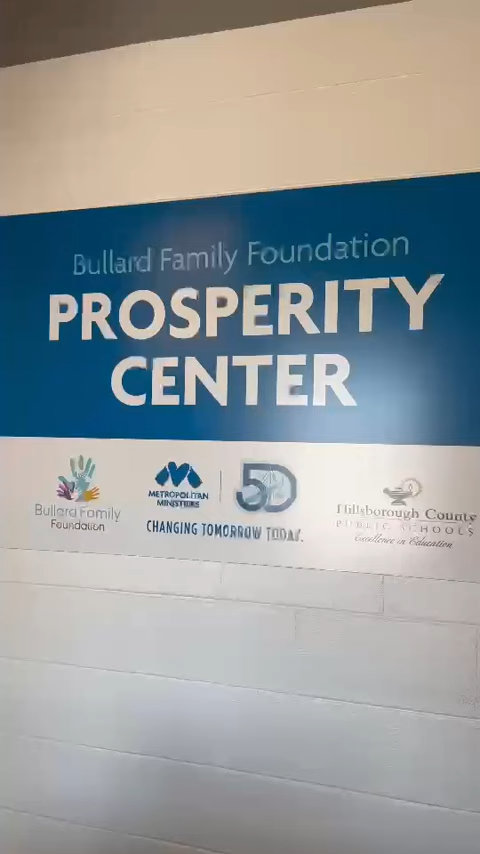 Bullard Family Foundation
PROSPERITY
CENTER
Bullard Family
Foundation
METROPOLITAN
MINISTRIES
50
CHANGING TOMORROW TODAY.
Hillsborough County
PUBLIC SCHOOLS
Excellence in Education